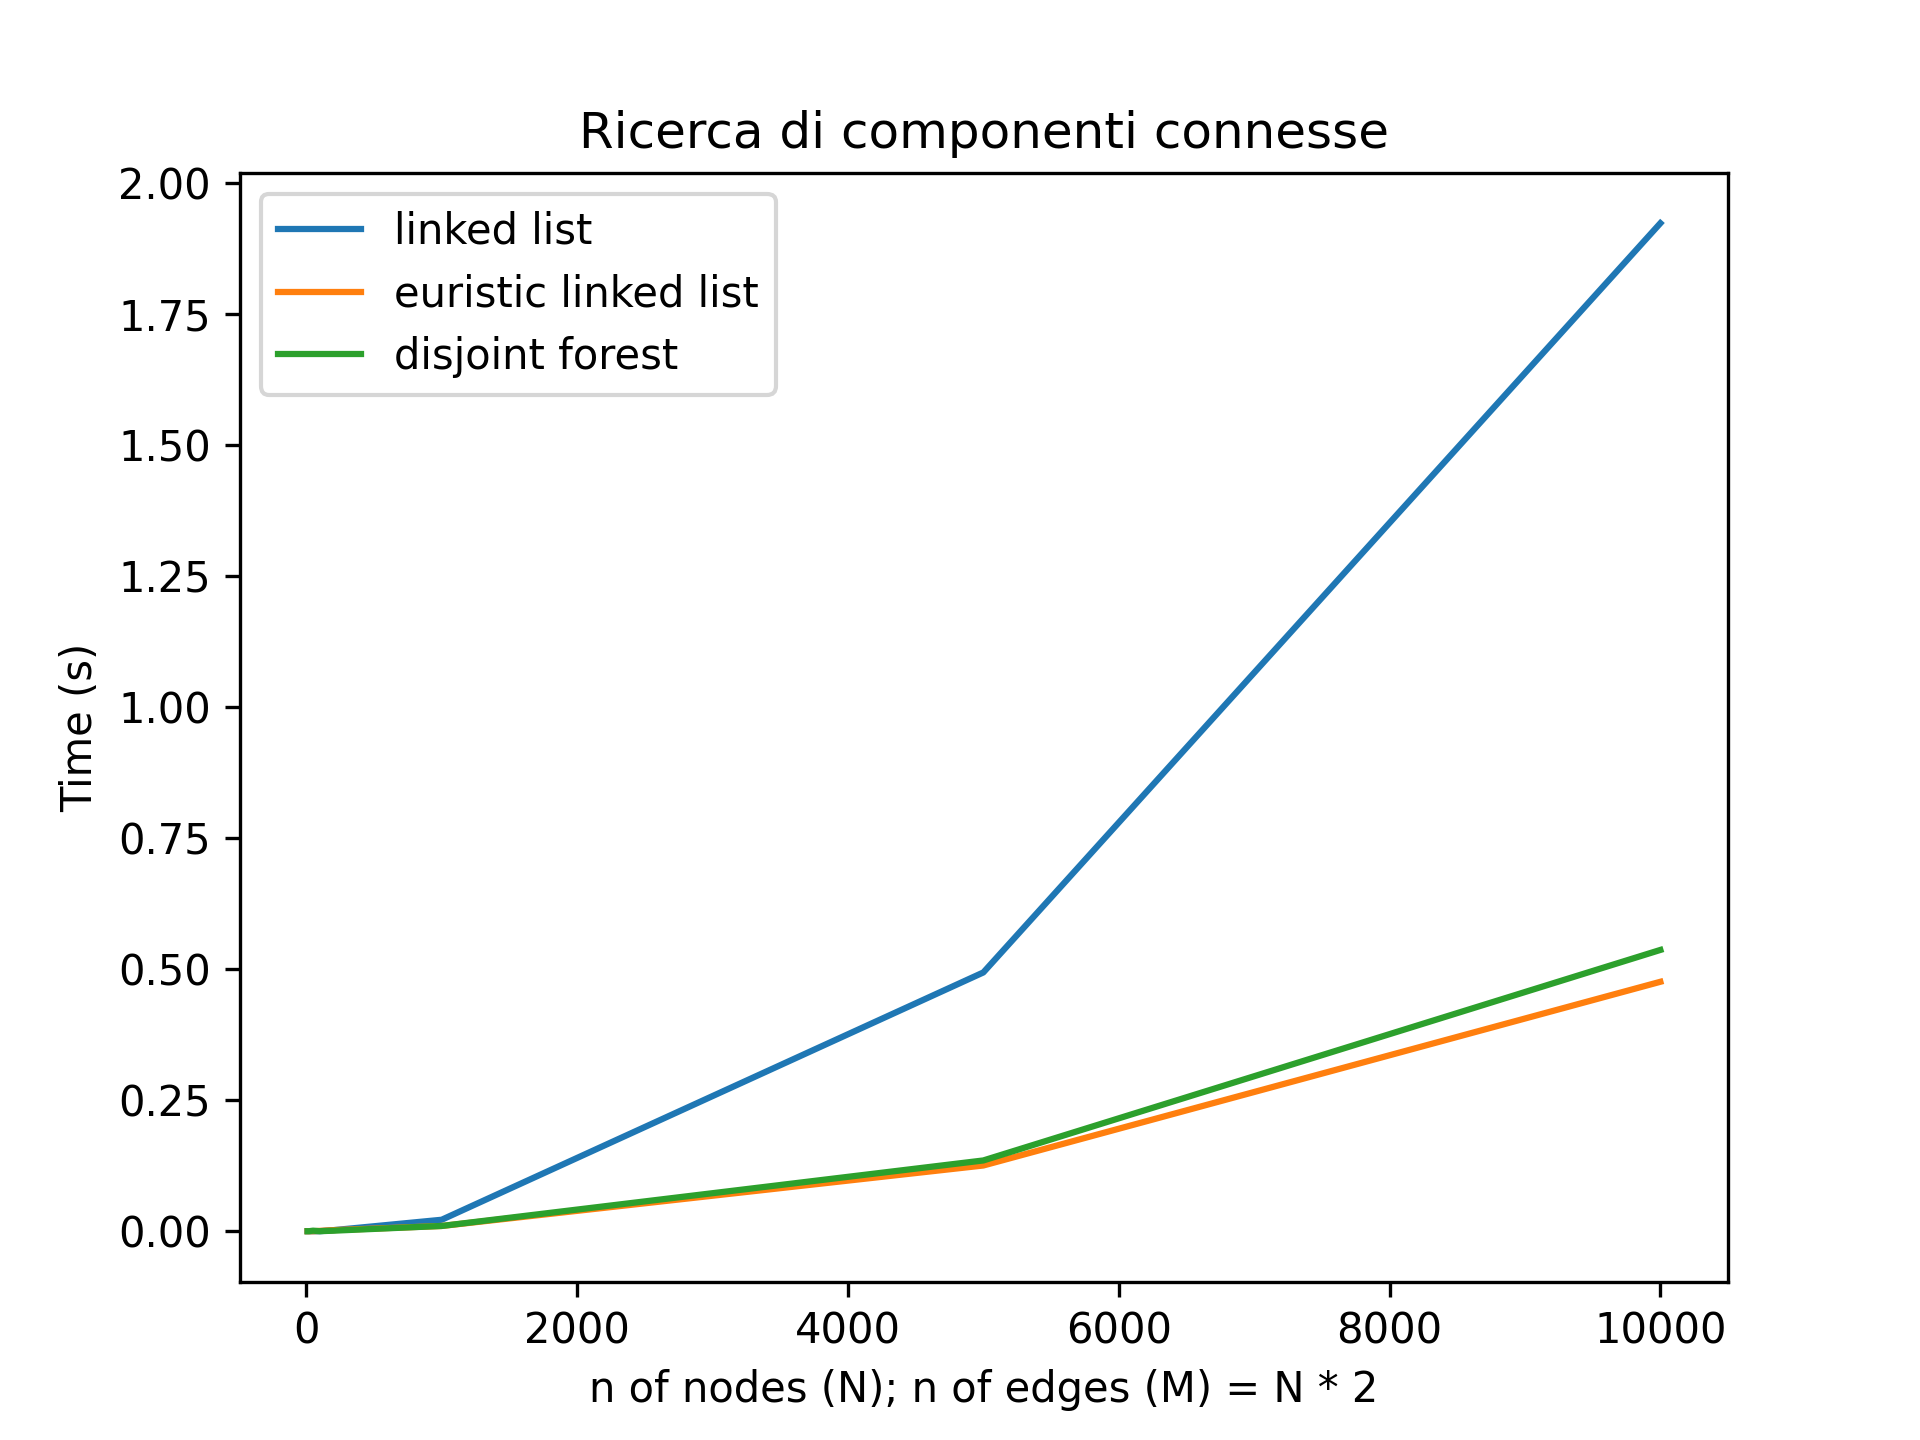 Ricerca di componenti connesse
linked list
euristic linked list
disjoint forest
2.00
1.75
1.50
1.25
1.00
0.75
0.50
0.25
0.00
Time (s)
0 2000 4000 6000 8000 10000
n of nodes (N); n of edges (M) = N * 2